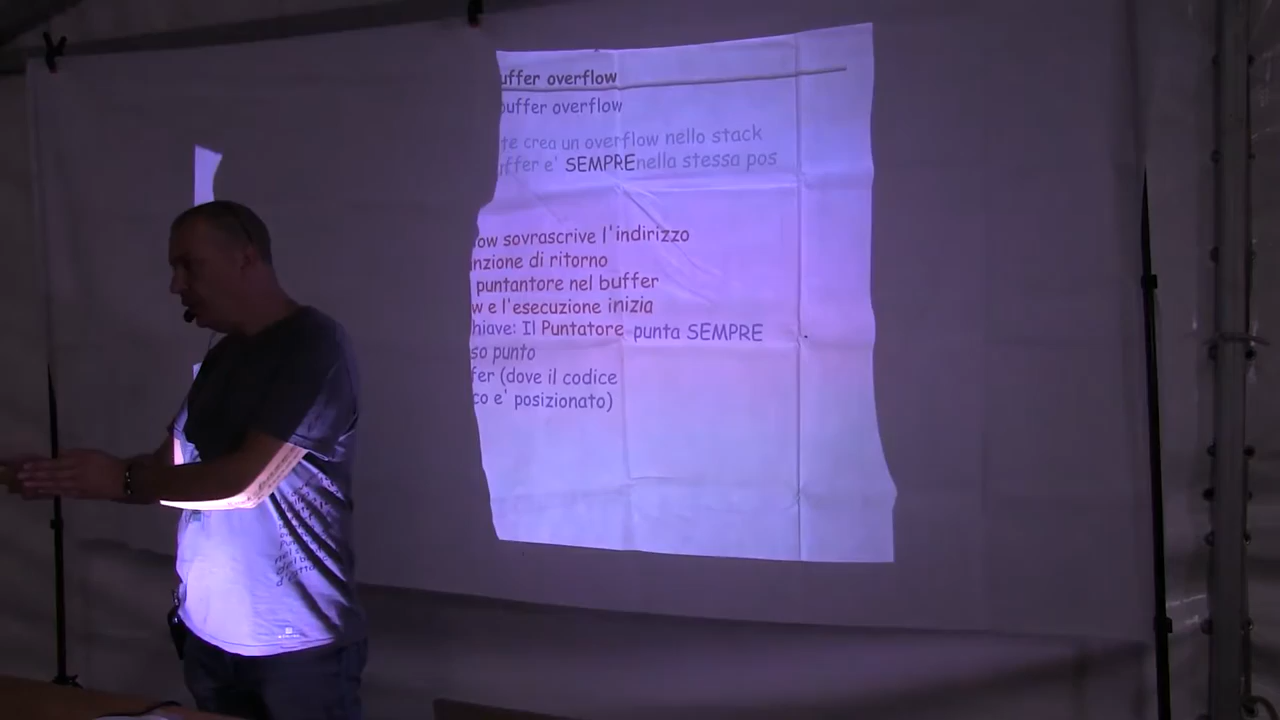 uffer overflow
buffer overflow
te crea un overflow nello stack
ffer e' SEMPRE nella stessa pos
ow sovrascrive l'indirizzo
nzione di ritorno
puntantore nel buffer
w e l'esecuzione inizia
hiave: Il Puntatore punta SEMPRE
so punto
fer (dove il codice
co e' posizionato)